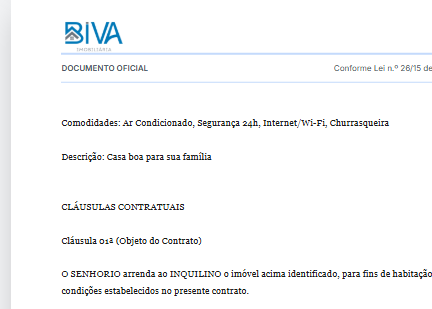 BIVA
IMOBILIÁRIA
DOCUMENTO OFICIAL
Conforme Lei n.º 26/15 de
Comodidades: Ar Condicionado, Segurança 24h, Internet/Wi-Fi, Churrasqueira
Descrição: Casa boa para sua família
CLÁUSULAS CONTRATUAIS
Cláusula 01ª (Objeto do Contrato)
O SENHORIO arrenda ao INQUILINO o imóvel acima identificado, para fins de habitação
condições estabelecidos no presente contrato.